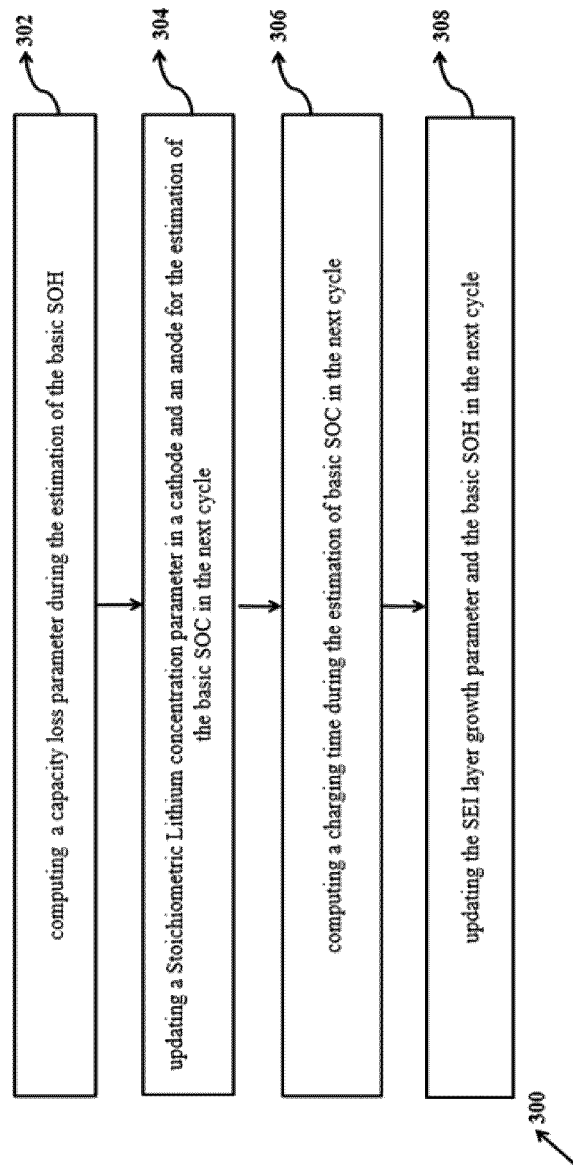 300
computing a capacity loss parameter during the estimation of the basic SOH
302
updating a Stoichiometric Lithium concentration parameter in a cathode and an anode for the estimation of
the basic SOC in the next cycle
304
computing a charging time during the estimation of basic SOC in the next cycle
306
updating the SEI layer growth parameter and the basic SOH in the next cycle
308